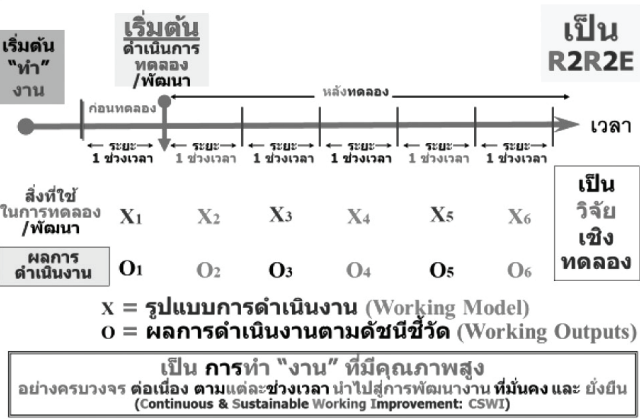 เริ่มต้น
“ทำ”
งาน
เริ่มต้น
ดำเนินการ
ทดลอง
/พัฒนา
เป็น
R2R2E
ก่อนทดลอง
หลังทดลอง
เวลา
ระยะ
1 ช่วงเวลา
ระยะ
1 ช่วงเวลา
ระยะ
1 ช่วงเวลา
ระยะ
1 ช่วงเวลา
ระยะ
1 ช่วงเวลา
ระยะ
1 ช่วงเวลา
สิ่งที่ใช้
ในการทดลอง
/พัฒนา
X1 X2 X3 X4 X5 X6
ผลการ
ดำเนินงาน
O1 O2 O3 O4 O5 O6
เป็น
วิจัย
เชิง
ทดลอง
X = รูปแบบการดำเนินงาน (Working Model)
O = ผลการดำเนินงานตามดัชนีชี้วัด (Working Outputs)
เป็น การทำ “งาน” ที่มีคุณภาพสูง
อย่างครบวงจร ต่อเนื่อง ตามแต่ละช่วงเวลา นำไปสู่การพัฒนางาน ที่มั่นคง และ ยั่งยืน
(Continuous & Sustainable Working Improvement: CSWI)